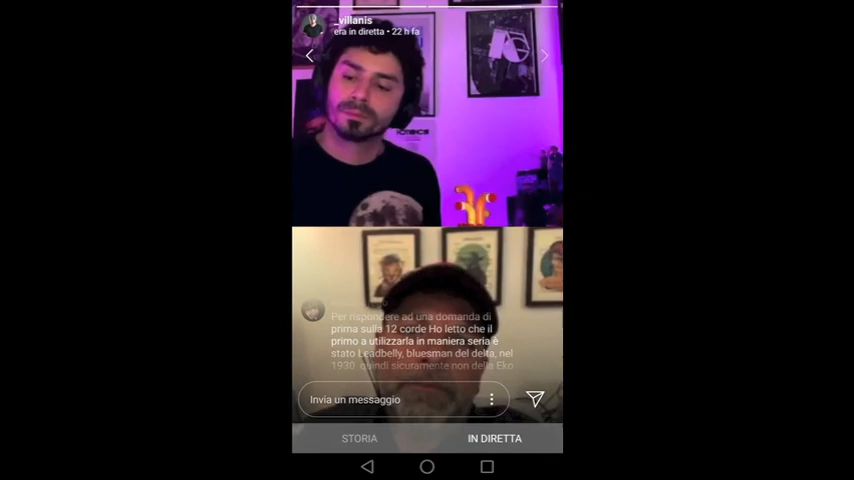 _villanis
era in diretta • 22 h fa
Per rispondere ad una domanda di
prima sulla 12 corde Ho letto che il
primo a utilizzarla in maniera seria è
stato Leadbelly, bluesman del delta, nel
1930 quindi sicuramente non della Eko
Invia un messaggio
STORIA
IN DIRETTA